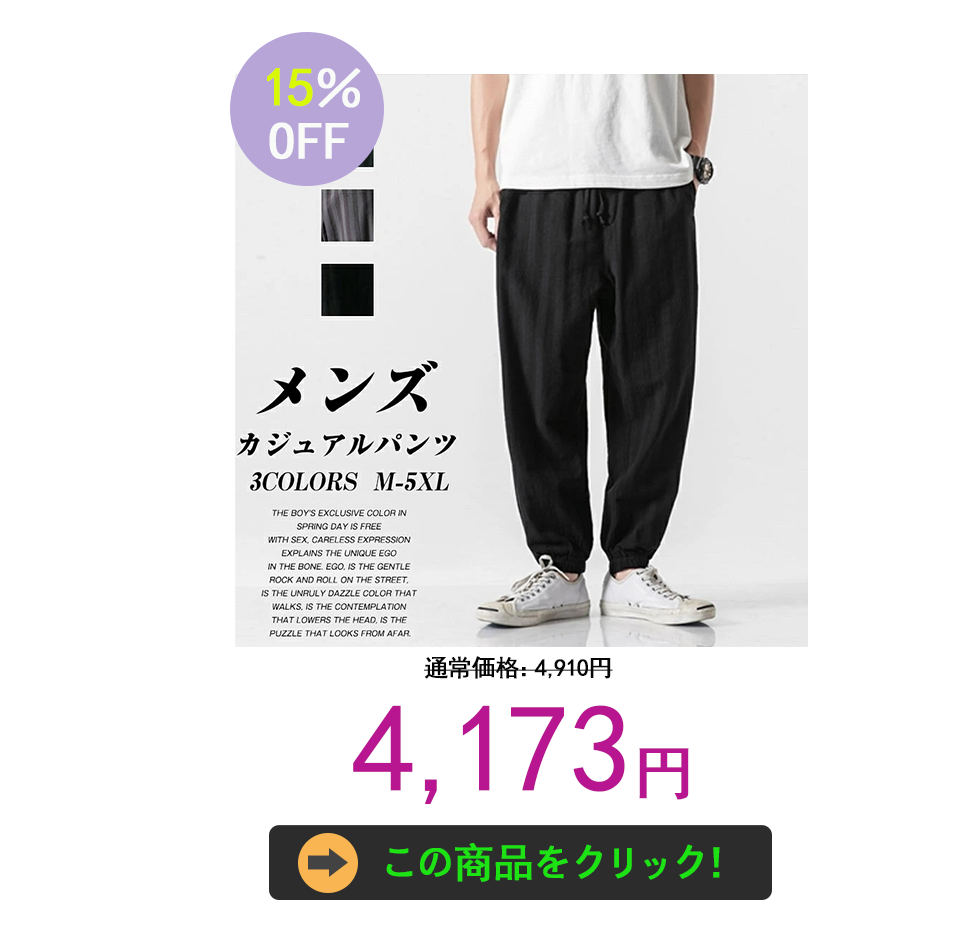 15%
OFF
メンズ
カジュアルパンツ
3COLORS M-5XL
THE BOY'S EXCLUSIVE COLOR IN
SPRING DAY IS FREE
WITH SEX, CARELESS EXPRESSION
EXPLAINS THE UNIQUE EGO
IN THE BONE. EGO, IS THE GENTLE
ROCK AND ROLL ON THE STREET,
IS THE UNRULY DAZZLE COLOR THAT
WALKS, IS THE CONTEMPLATION
THAT LOWERS THE HEAD, IS THE
PUZZLE THAT LOOKS FROM AFAR.
通常価格: 4,910円
4,173円
この商品をクリック!